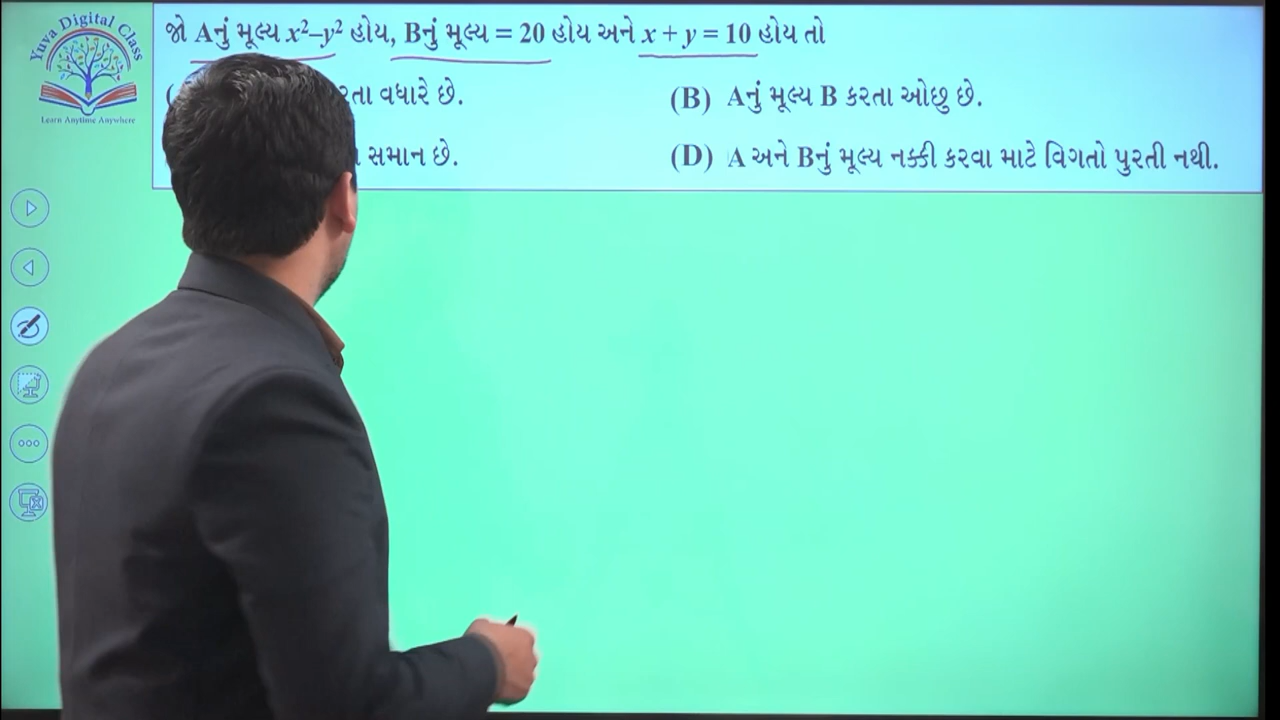 Yuva Digital Class
Learn Anytime Anywhere
જો Aનું મૂલ્ય x²–y² હોય, Bનું મૂલ્ય = 20 હોય અને x + y = 10 હોય તો
વધારે છે.
(B) Aનું મૂલ્ય B કરતા ઓછુ છે.
સમાન છે.
(D) A અને Bનું મૂલ્ય નક્કી કરવા માટે વિગતો પુરતી નથી.